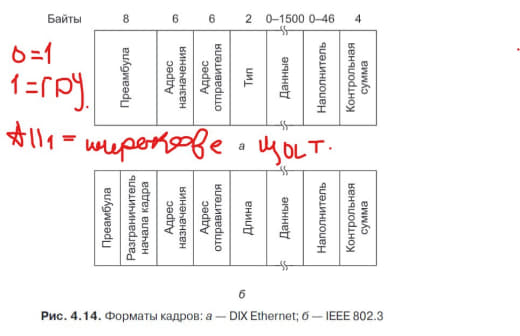 Байты 8 6 6 2 0–1500 0–46 4
Преамбула
Адрес
назначения
Адрес
отправителя
Тип
Данные
Наполнитель
Контрольная
сумма
0=1
1=гру.
All1 =
а
Преамбула
Разграничитель
начала кадра
Адрес
назначения
Адрес
отправителя
Длина
Данные
Наполнитель
Контрольная
сумма
б
Рис. 4.14. Форматы кадров: а — DIX Ethernet; б — IEEE 802.3